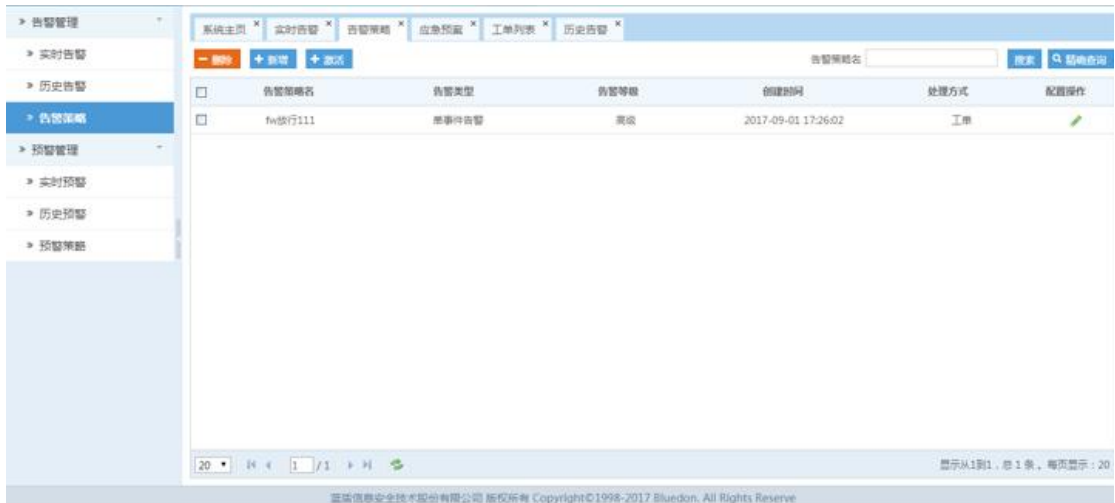 告警管理
实时告警
历史告警
告警策略
预警管理
实时预警
历史预警
预警策略
系统主页 实时告警 告警策略 应急预案 工单列表 历史告警
删除 新增 激活 告警策略名 搜索 精确查询
告警策略名 告警类型 告警等级 创建时间 处理方式 配置操作
fw放行111 单事件告警 高级 2017-09-01 17:26:02 工单
20 1 /1 显示从1到1,总 1 条。每页显示:20
蓝盾信息安全技术股份有限公司 版权所有 Copyright©1998-2017 Bluedon. All Rights Reserve